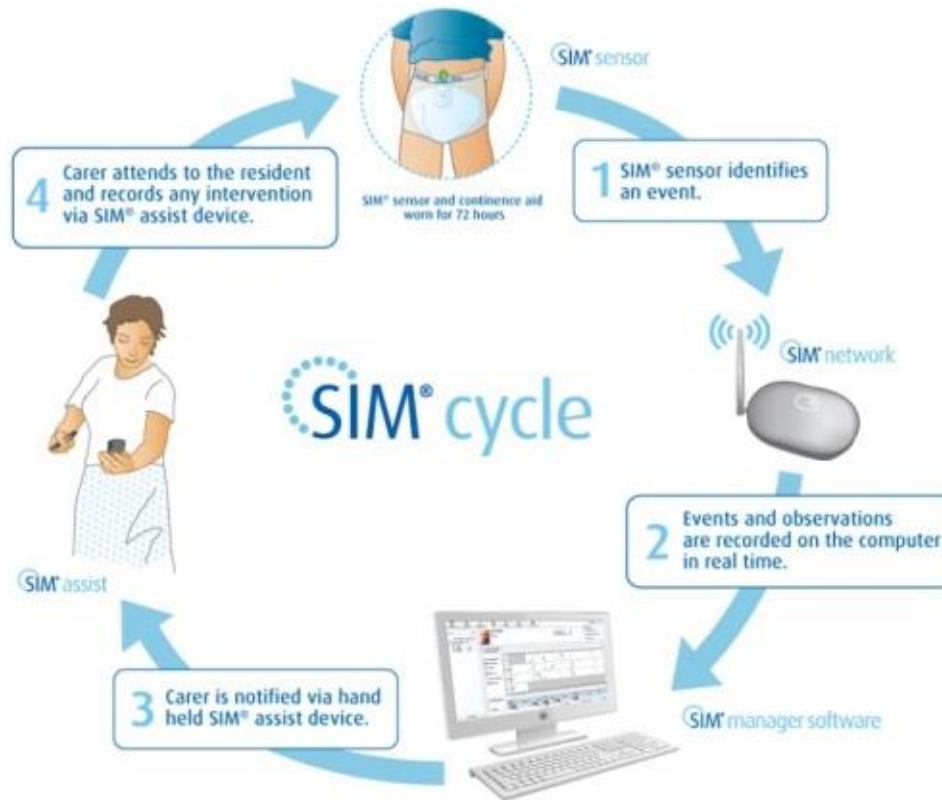 SIM® sensor
SIM® sensor and continence aid
worn for 72 hours
1 SIM® sensor identifies
an event.
SIM® network
2 Events and observations
are recorded on the computer
in real time.
SIM® manager software
3 Carer is notified via hand
held SIM® assist device.
SIM® assist
4 Carer attends to the resident
and records any intervention
via SIM® assist device.
SIM® cycle